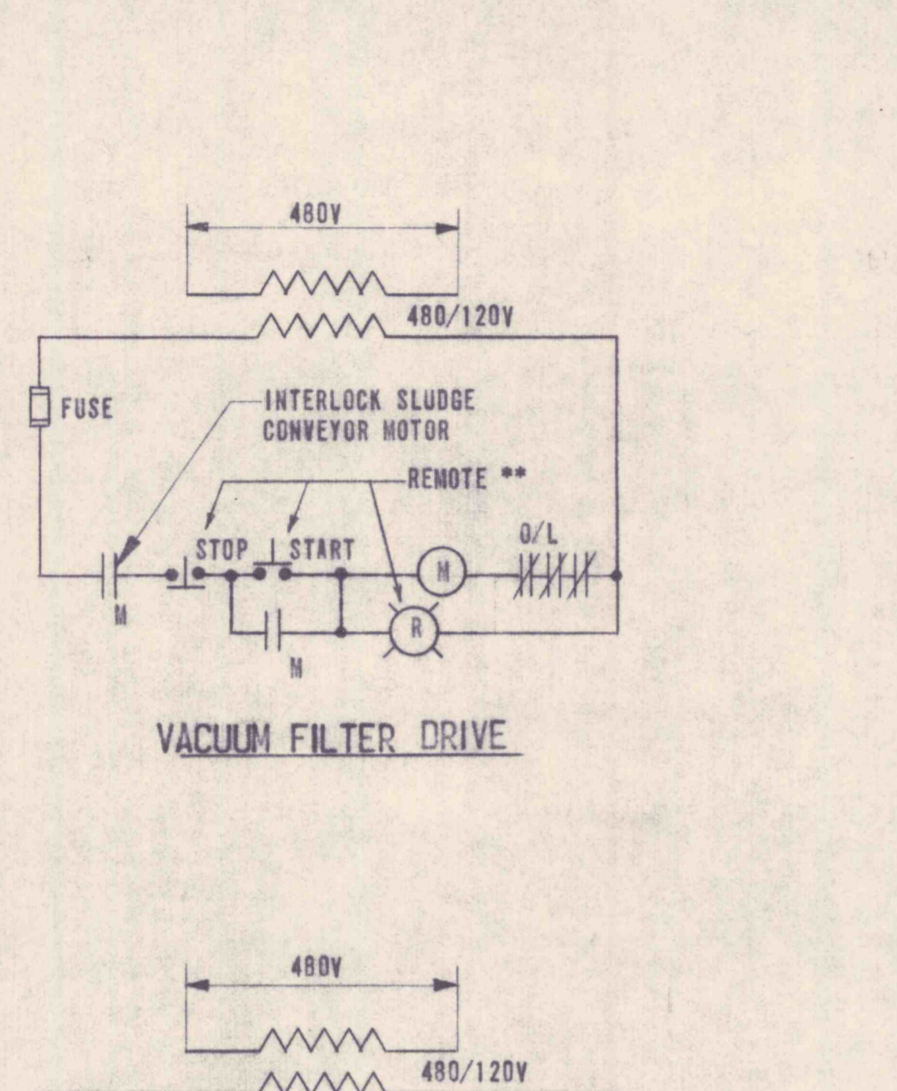 480V
480/120V
FUSE
INTERLOCK SLUDGE
CONVEYOR MOTOR
REMOTE **
STOP
START
O/L
M
M
R
M
VACUUM FILTER DRIVE
480V
480/120V